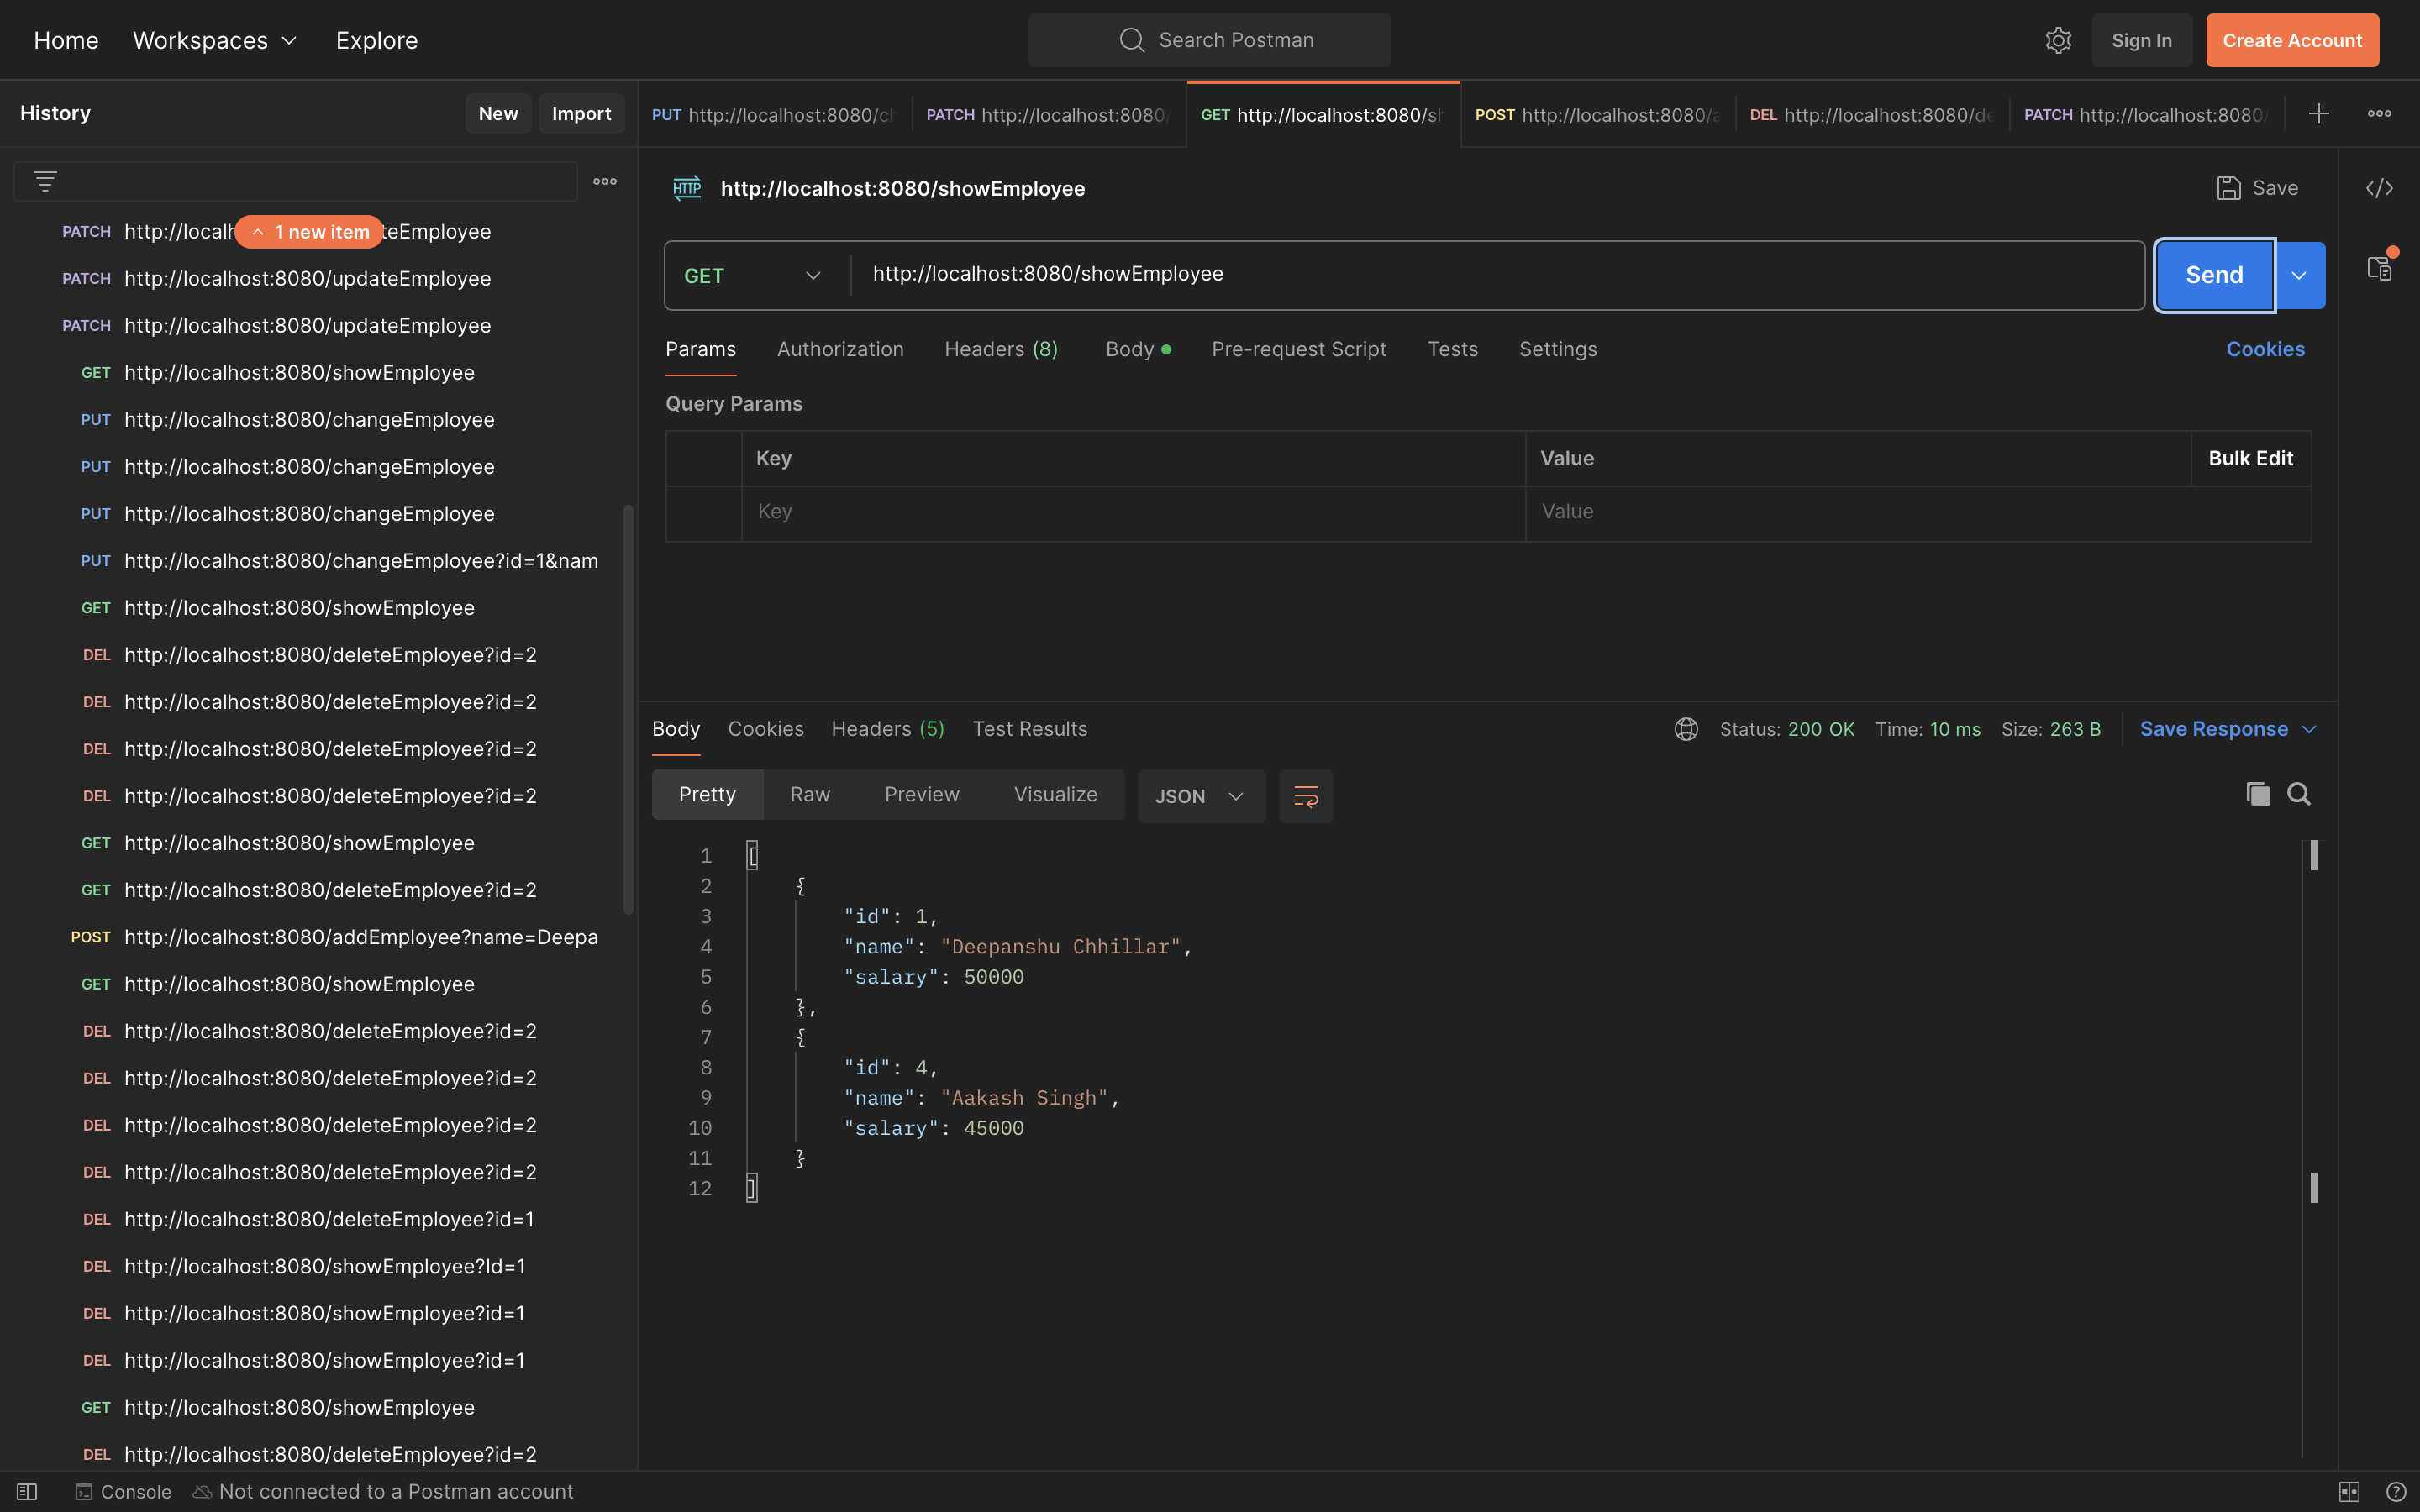 Home Workspaces Explore Search Postman Sign In Create Account
History New Import
PUT http://localhost:8080/ch PATCH http://localhost:8080/ GET http://localhost:8080/sh POST http://localhost:8080/a DEL http://localhost:8080/de PATCH http://localhost:8080/
PATCH http://localh teEmployee
1 new item
PATCH http://localhost:8080/updateEmployee
PATCH http://localhost:8080/updateEmployee
GET http://localhost:8080/showEmployee
PUT http://localhost:8080/changeEmployee
PUT http://localhost:8080/changeEmployee
PUT http://localhost:8080/changeEmployee
PUT http://localhost:8080/changeEmployee?id=1&nam
GET http://localhost:8080/showEmployee
DEL http://localhost:8080/deleteEmployee?id=2
DEL http://localhost:8080/deleteEmployee?id=2
DEL http://localhost:8080/deleteEmployee?id=2
DEL http://localhost:8080/deleteEmployee?id=2
GET http://localhost:8080/showEmployee
GET http://localhost:8080/deleteEmployee?id=2
POST http://localhost:8080/addEmployee?name=Deepa
GET http://localhost:8080/showEmployee
DEL http://localhost:8080/deleteEmployee?id=2
DEL http://localhost:8080/deleteEmployee?id=2
DEL http://localhost:8080/deleteEmployee?id=2
DEL http://localhost:8080/deleteEmployee?id=2
DEL http://localhost:8080/deleteEmployee?id=1
DEL http://localhost:8080/showEmployee?Id=1
DEL http://localhost:8080/showEmployee?id=1
DEL http://localhost:8080/showEmployee?id=1
GET http://localhost:8080/showEmployee
DEL http://localhost:8080/deleteEmployee?id=2
HTTP http://localhost:8080/showEmployee Save
GET http://localhost:8080/showEmployee Send
Params Authorization Headers (8) Body Pre-request Script Tests Settings Cookies
Query Params
Key Value Bulk Edit
Key Value
Body Cookies Headers (5) Test Results Status: 200 OK Time: 10 ms Size: 263 B Save Response
Pretty Raw Preview Visualize JSON
1 [
2 {
3 "id": 1,
4 "name": "Deepanshu Chhillar",
5 "salary": 50000
6 },
7 {
8 "id": 4,
9 "name": "Aakash Singh",
10 "salary": 45000
11 }
12 ]
Console Not connected to a Postman account